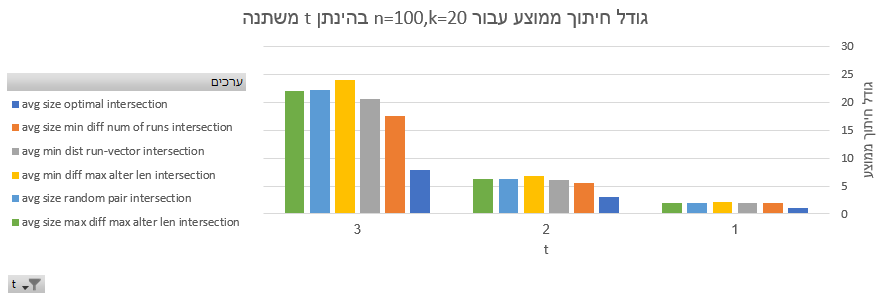 גודל חיתוך ממוצע עבור n=100,k=20 בהינתן t משתנה
ערכים
avg size optimal intersection
avg size min diff num of runs intersection
avg min dist run-vector intersection
avg min diff max alter len intersection
avg size random pair intersection
avg size max diff max alter len intersection
30
25
20
15
10
5
0
גודל חיתוך ממוצע
3 2 1
t
t